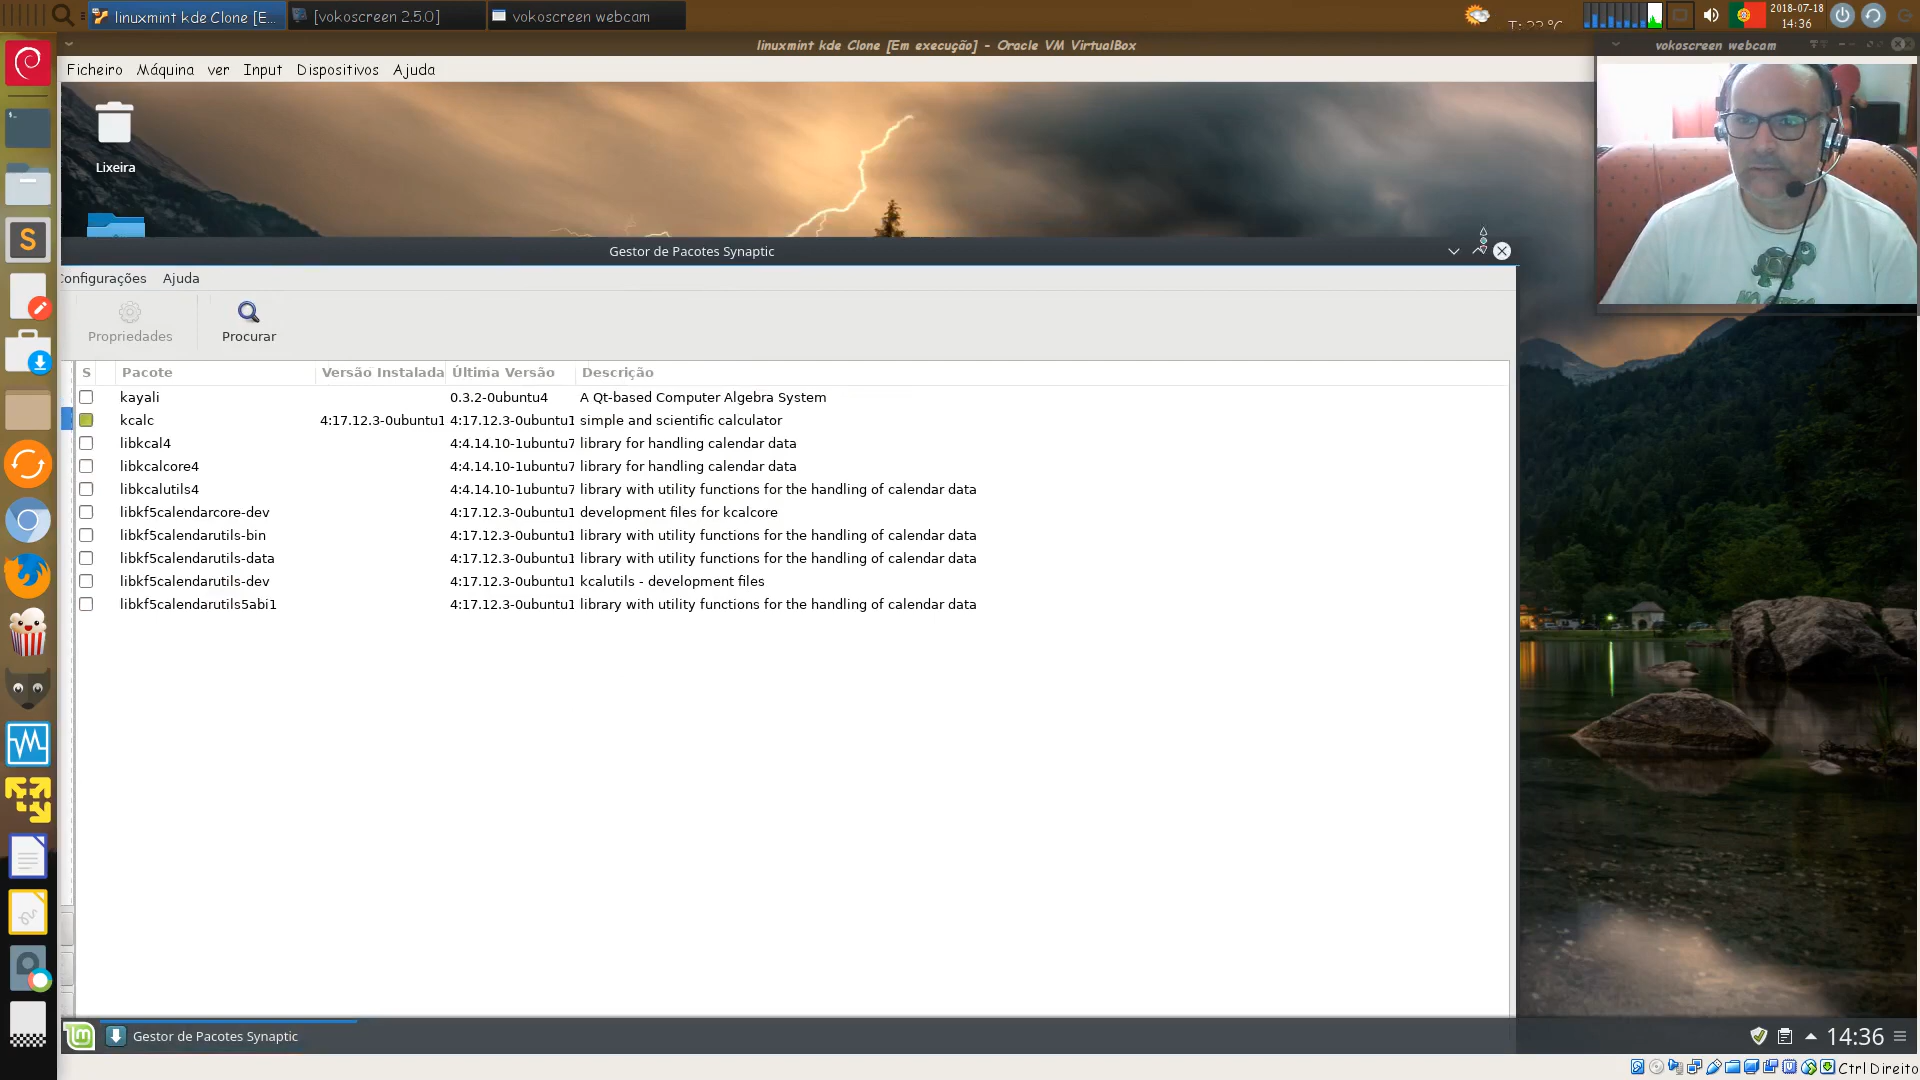 linuxmint kde Clone [E...
[vokoscreen 2.5.0]
vokoscreen webcam
2018-07-18
14:36
linuxmint kde Clone [Em execução] - Oracle VM VirtualBox
vokoscreen webcam
Ficheiro Máquina ver Input Dispositivos Ajuda
Lixeira
Gestor de Pacotes Synaptic
Configurações Ajuda
Propriedades
Procurar
S Pacote Versão Instalada Última Versão Descrição
kayali 0.3.2-0ubuntu4 A Qt-based Computer Algebra System
kcalc 4:17.12.3-0ubuntu1 4:17.12.3-0ubuntu1 simple and scientific calculator
libkcal4 4:4.14.10-1ubuntu7 library for handling calendar data
libkcalcore4 4:4.14.10-1ubuntu7 library for handling calendar data
libkcalutils4 4:4.14.10-1ubuntu7 library with utility functions for the handling of calendar data
libkf5calendarcore-dev 4:17.12.3-0ubuntu1 development files for kcalcore
libkf5calendarutils-bin 4:17.12.3-0ubuntu1 library with utility functions for the handling of calendar data
libkf5calendarutils-data 4:17.12.3-0ubuntu1 library with utility functions for the handling of calendar data
libkf5calendarutils-dev 4:17.12.3-0ubuntu1 kcalutils - development files
libkf5calendarutils5abi1 4:17.12.3-0ubuntu1 library with utility functions for the handling of calendar data
Gestor de Pacotes Synaptic
14:36
Ctrl Direito